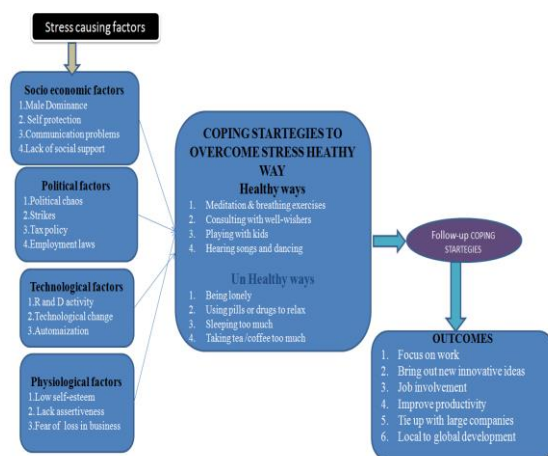 Stress causing factors
Socio economic factors
1.Male Dominance
2. Self protection
3.Communication problems
4.Lack of social support
Political factors
1.Political chaos
2. Strikes
3.Tax policy
4.Employment laws
Technological factors
1.R and D activity
2.Technological change
3.Automaization
Physiological factors
1.Low self-esteem
2. Lack assertiveness
3.Fear of loss in business
COPING STARTEGIES TO
OVERCOME STRESS HEATHY
WAY
Healthy ways
1. Meditation & breathing exercises
2. Consulting with well-wishers
3. Playing with kids
4. Hearing songs and dancing
Un Healthy ways
1. Being lonely
2. Using pills or drugs to relax
3. Sleeping too much
4. Taking tea /coffee too much
Follow-up COPING
STARTEGIES
OUTCOMES
1. Focus on work
2. Bring out new innovative ideas
3. Job involvement
4. Improve productivity
5. Tie up with large companies
6. Local to global development